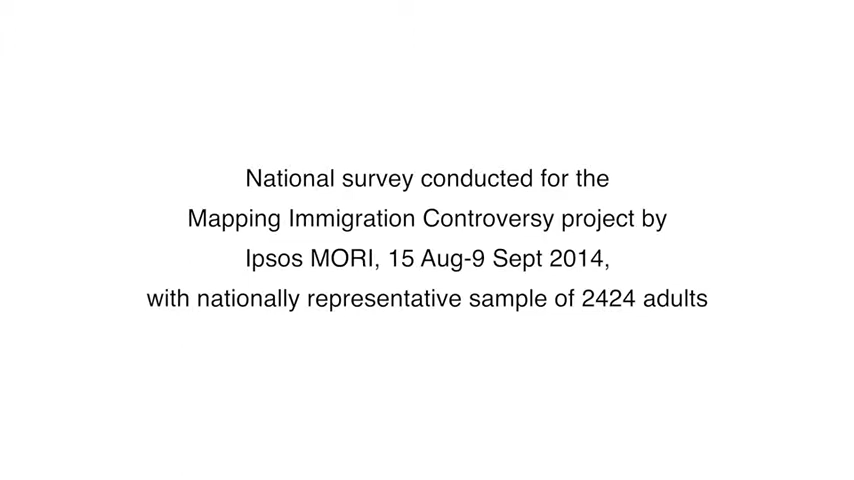 National survey conducted for the
Mapping Immigration Controversy project by
Ipsos MORI, 15 Aug-9 Sept 2014,
with nationally representative sample of 2424 adults